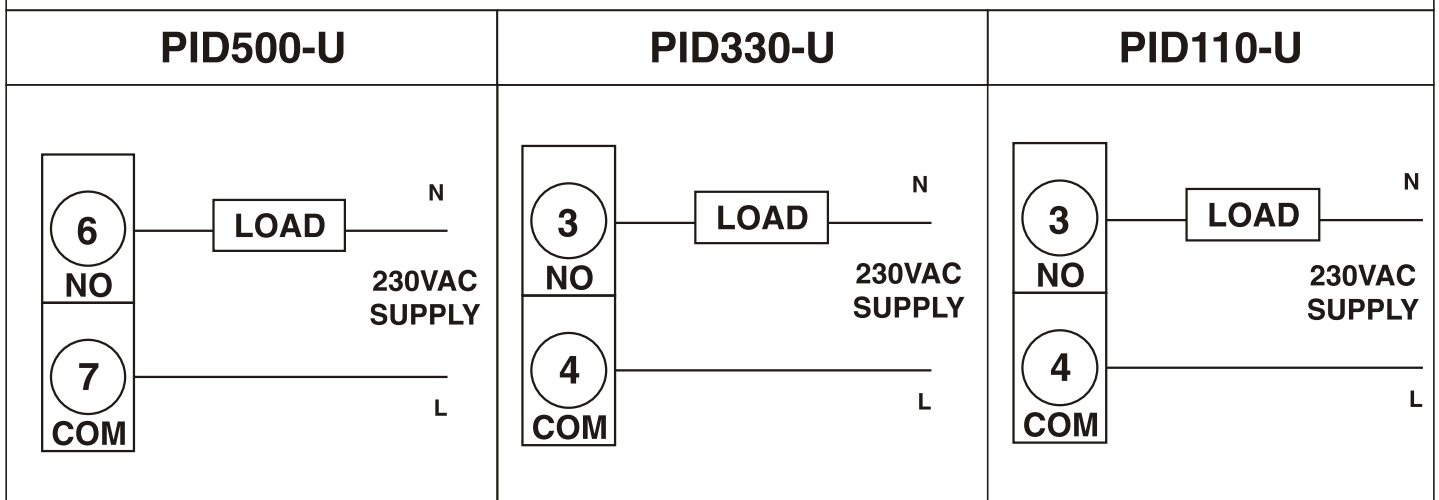 PID500-U
PID330-U
PID110-U
6
NO
LOAD
N
230VAC
SUPPLY
7
COM
L
3
NO
LOAD
N
230VAC
SUPPLY
4
COM
L
3
NO
LOAD
N
230VAC
SUPPLY
4
COM
L